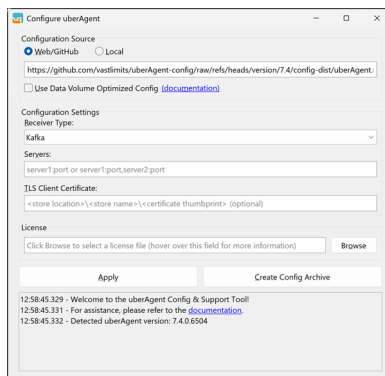 Configure uberAgent
Configuration Source
Web/GitHub
Local
https://github.com/vastlimits/uberAgent-config/raw/refs/heads/version/7.4/config-dist/uberAgent.
Use Data Volume Optimized Config (documentation)
Configuration Settings
Receiver Type:
Kafka
Servers:
server1:port or server1:port,server2:port
TLS Client Certificate:
<store location>\<store name>\<certificate thumbprint> (optional)
License
Click Browse to select a license file (hover over this field for more information)
Browse
Apply
Create Config Archive
12:58:45.329 - Welcome to the uberAgent Config & Support Tool!
12:58:45.331 - For assistance, please refer to the documentation.
12:58:45.332 - Detected uberAgent version: 7.4.0.6504